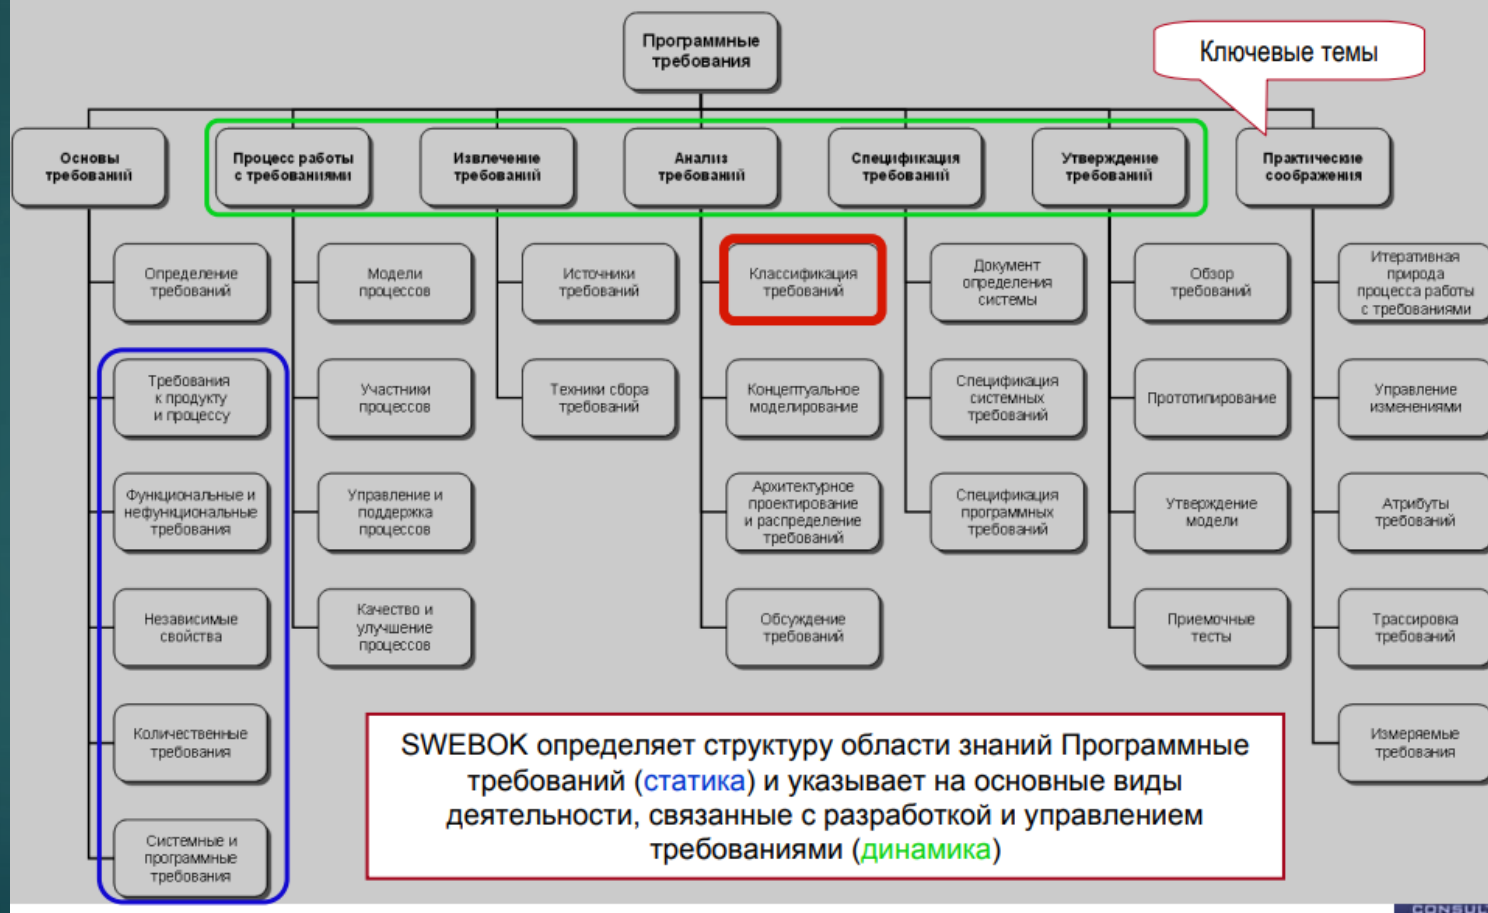 Программные
требования
Ключевые темы
Основы
требований
Процесс работы
с требованиями
Извлечение
требований
Анализ
требований
Спецификация
требований
Утверждение
требований
Практические
соображения
Определение
требований
Требования
к продукту
и процессу
Функциональные и
нефункциональные
требования
Независимые
свойства
Количественные
требования
Системные и
программные
требования
Модели
процессов
Участники
процессов
Управление и
поддержка
процессов
Качество и
улучшение
процессов
Источники
требований
Техники сбора
требований
Классификация
требований
Концептуальное
моделирование
Архитектурное
проектирование
и распределение
требований
Обсуждение
требований
Документ
определения
системы
Спецификация
системных
требований
Спецификация
программных
требований
Обзор
требований
Прототипирование
Утверждение
модели
Приемочные
тесты
Итеративная
природа
процесса работы
с требованиями
Управление
изменениями
Атрибуты
требований
Трассировка
требований
Измеряемые
требования
SWEBOK определяет структуру области знаний Программные
требований (статика) и указывает на основные виды
деятельности, связанные с разработкой и управлением
требованиями (динамика)